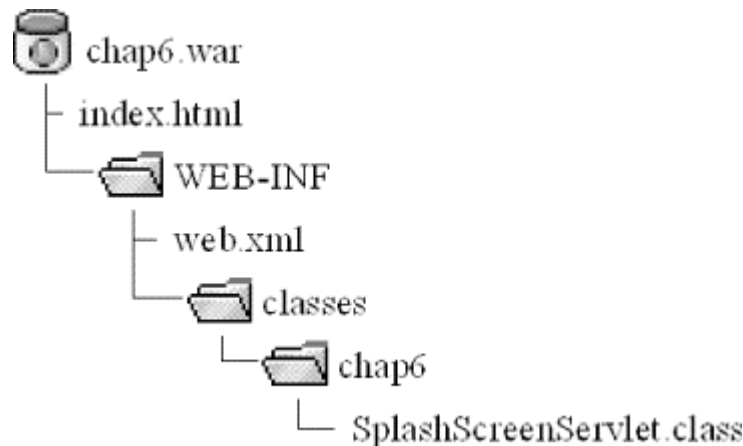 chap6.war
index.html
WEB-INF
web.xml
classes
chap6
SplashScreenServlet.class